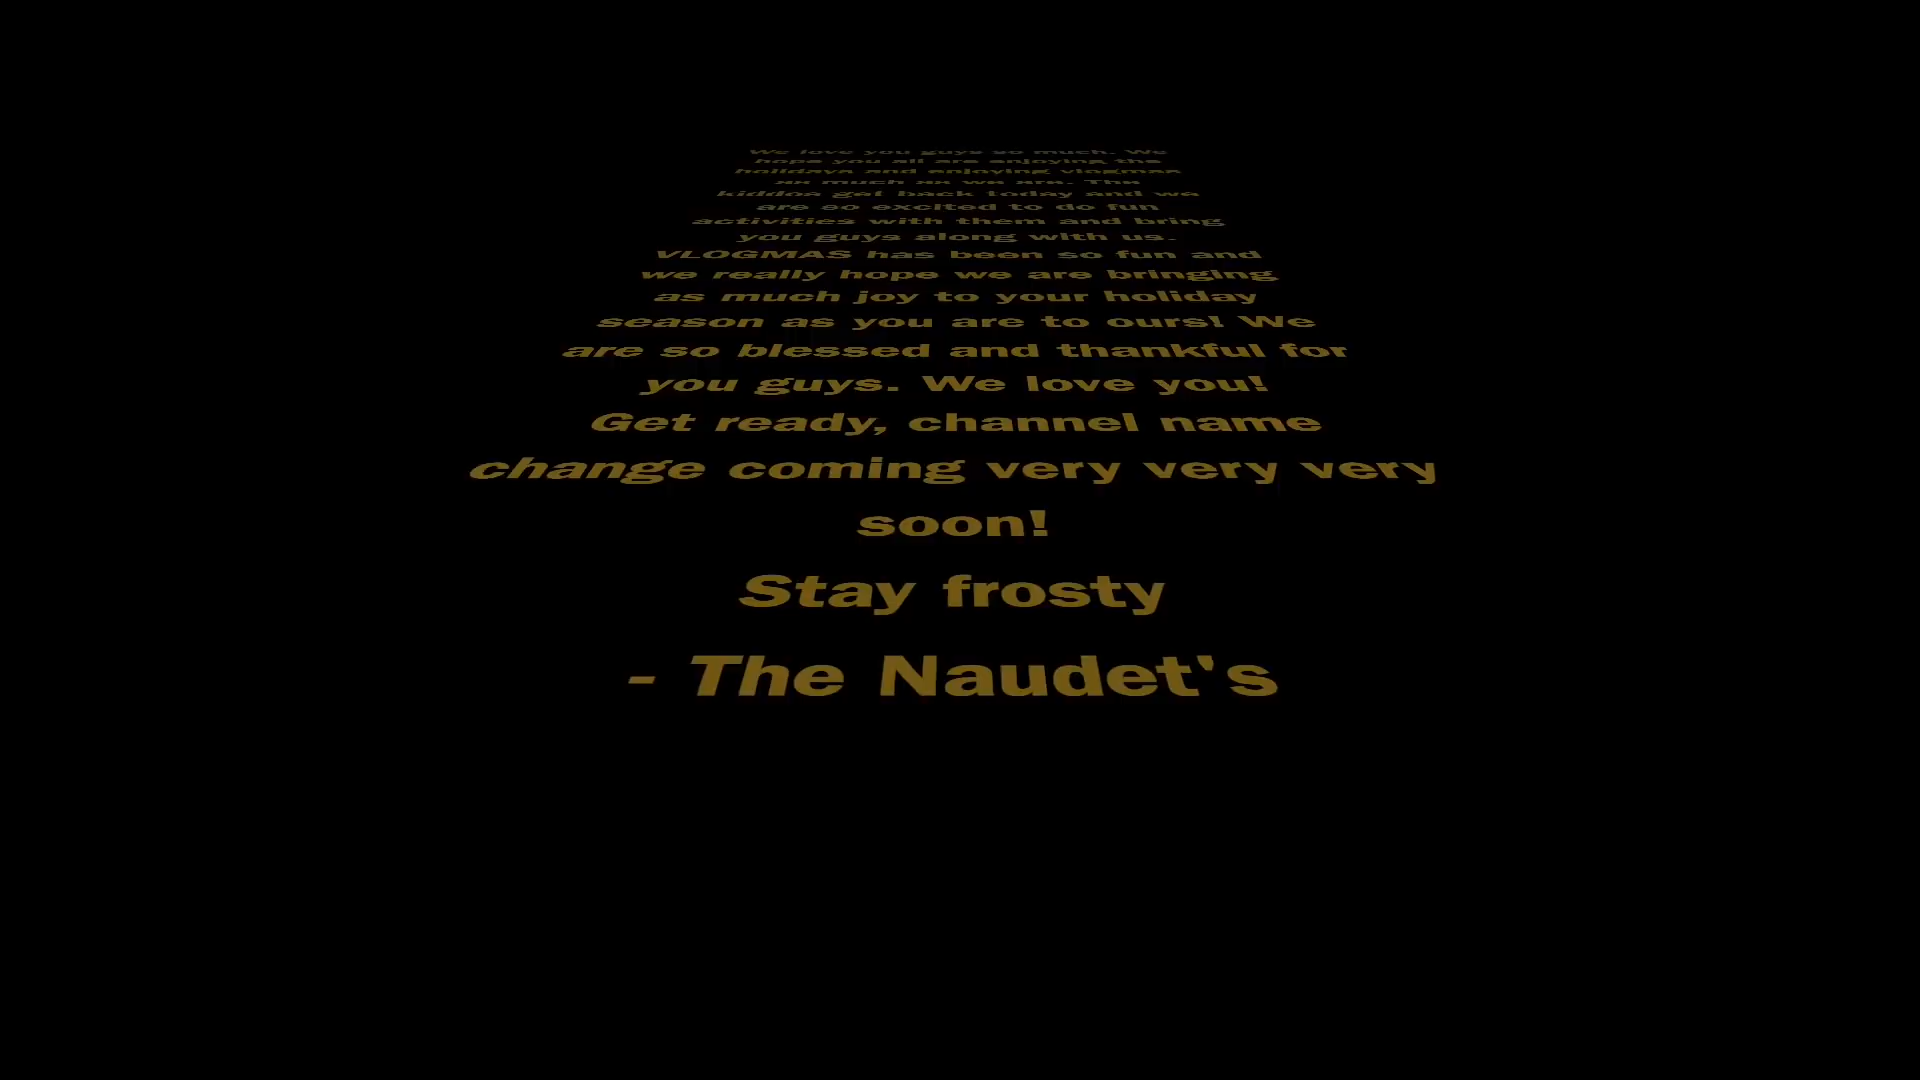 We love you guys so much. We
hope you all are enjoying the
holidays and enjoying vlogmas
as much as we are. The
kiddos get back today and we
are so excited to do fun
activities with them and bring
you guys along with us.
VLOGMAS has been so fun and
we really hope we are bringing
as much joy to your holiday
season as you are to ours! We
are so blessed and thankful for
you guys. We love you!
Get ready, channel name
change coming very very very
soon!
Stay frosty
- The Naudet's